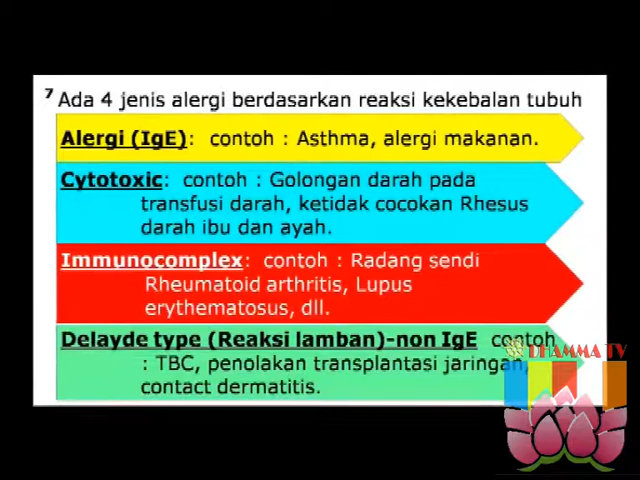 7 Ada 4 jenis alergi berdasarkan reaksi kekebalan tubuh
Alergi (IgE): contoh : Asthma, alergi makanan.
Cytotoxic: contoh : Golongan darah pada
transfusi darah, ketidak cocokan Rhesus
darah ibu dan ayah.
Immunocomplex: contoh : Radang sendi
Rheumatoid arthritis, Lupus
erythematosus, dll.
Delayde type (Reaksi lamban)-non IgE contoh
: TBC, penolakan transplantasi jaringan,
contact dermatitis.
DHAMMA TV